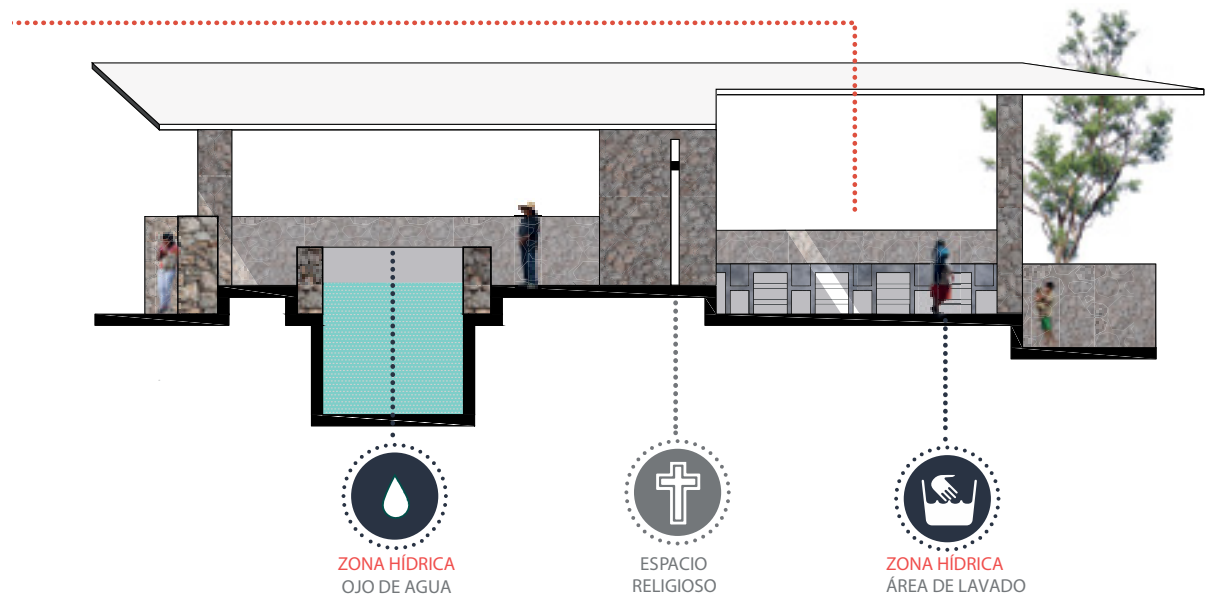 ZONA HÍDRICA
OJO DE AGUA
ESPACIO
RELIGIOSO
ZONA HÍDRICA
ÁREA DE LAVADO